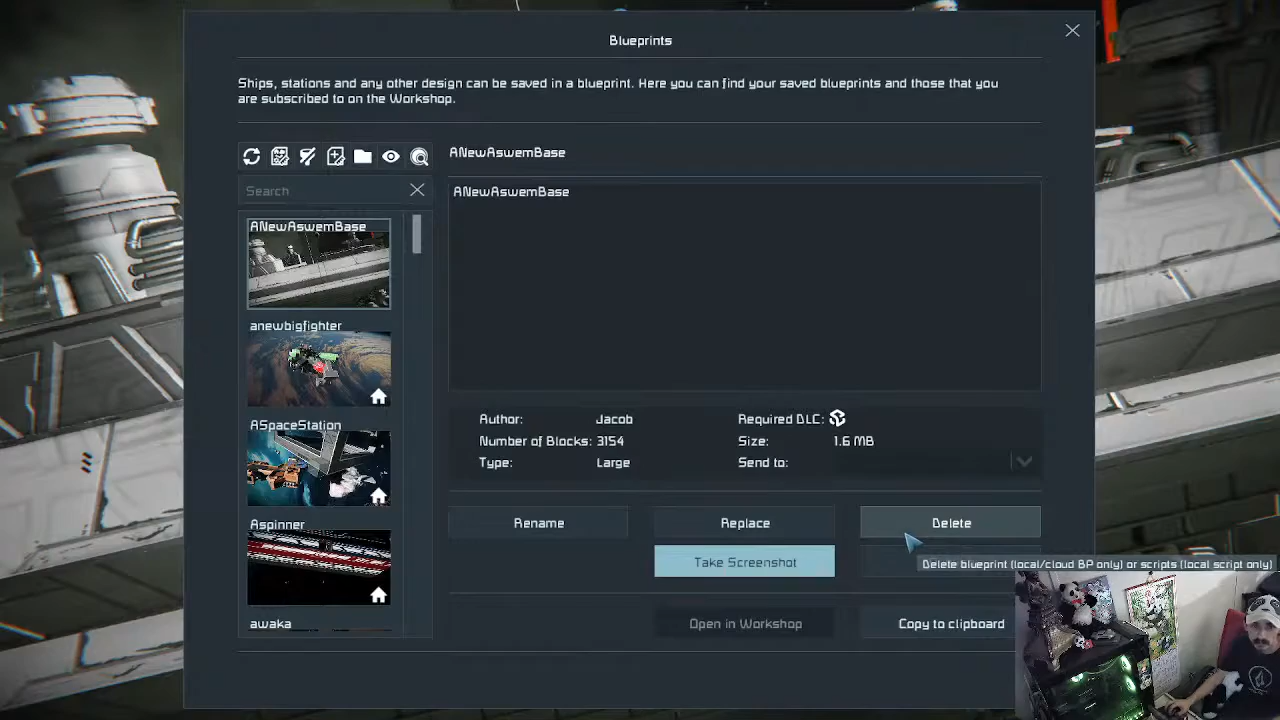 Blueprints
Ships, stations and any other design can be saved in a blueprint. Here you can find your saved blueprints and those that you
are subscribed to on the Workshop.
Search
ANewAswemBase
anewbigfighter
ASpaceStation
Aspinner
awaka
ANewAswemBase
ANewAswemBase
Author: Jacob Required DLC:
Number of Blocks: 3154 Size: 1.6 MB
Type: Large Send to:
Rename Replace Delete
Take Screenshot
Delete blueprint (local/cloud BP only) or scripts (local script only)
Open in Workshop Copy to clipboard